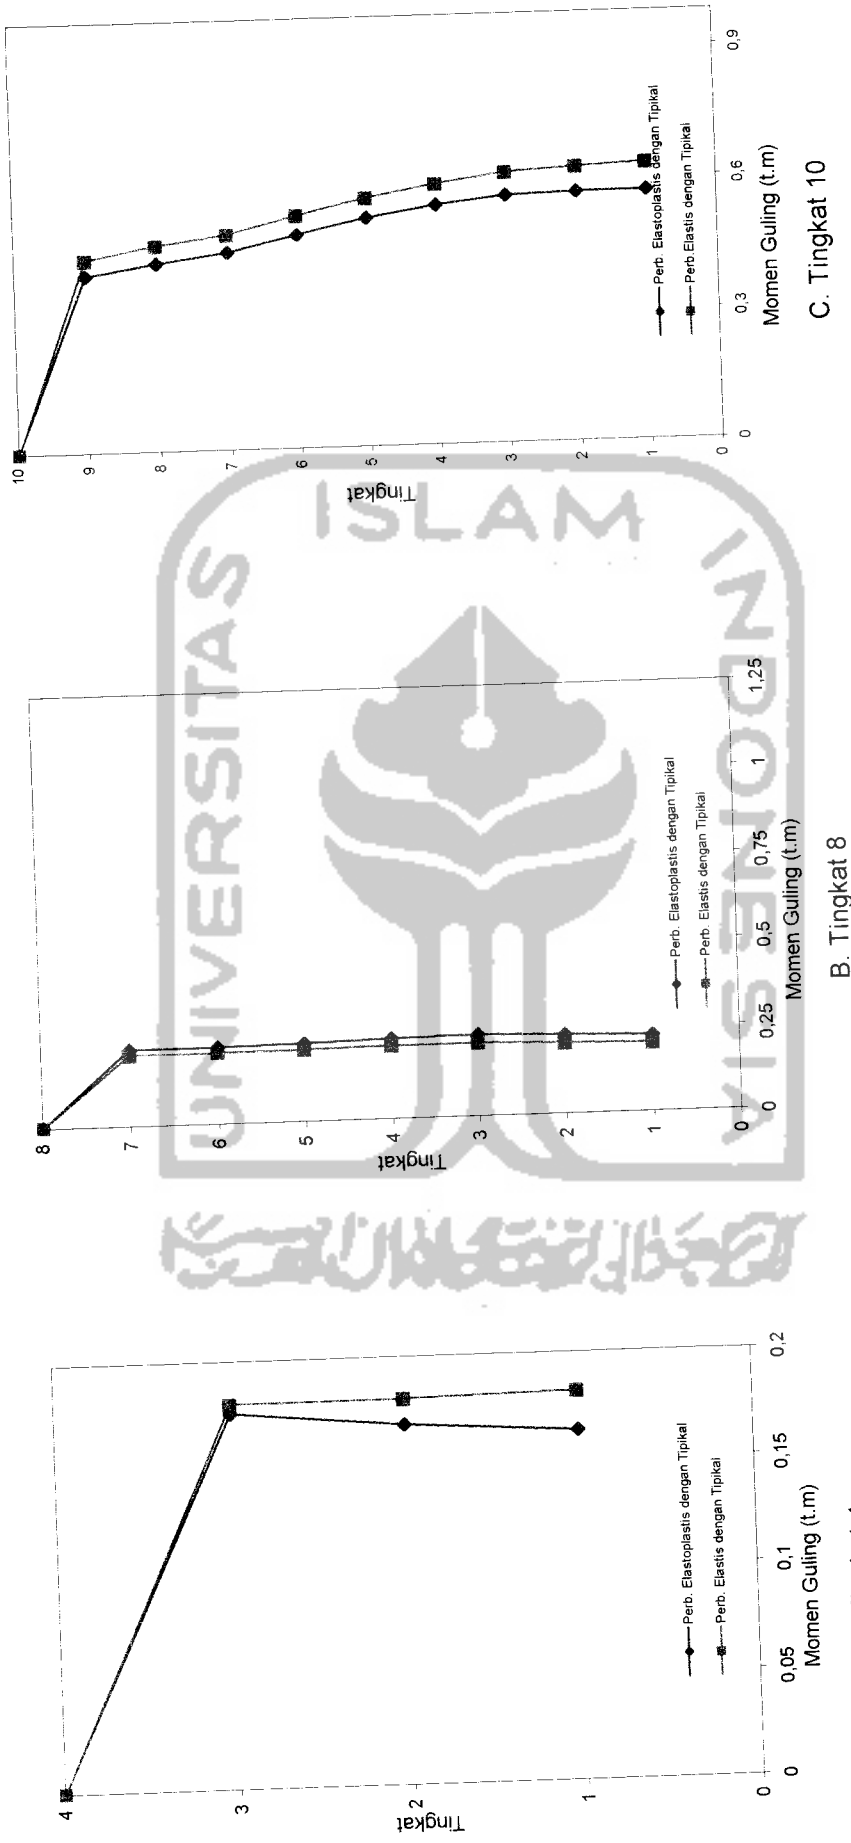 4
3
2
1
0
Tingkat
0
0,05
0,1
0,15
0,2
Momen Guling (t.m)
Perb. Elastoplastis dengan Tipikal
Perb. Elastis dengan Tipikal
8
7
6
5
4
3
2
1
0
Tingkat
0
0,25
0,5
0,75
1
1,25
Momen Guling (t.m)
Perb. Elastoplastis dengan Tipikal
Perb. Elastis dengan Tipikal
B. Tingkat 8
10
9
8
7
6
5
4
3
2
1
0
Tingkat
0
0,3
0,6
0,9
Momen Guling (t.m)
Perb. Elastoplastis dengan Tipikal
Perb.Elastis dengan Tipikal
C. Tingkat 10
UNIVERSITAS
ISLAM
INDONESIA